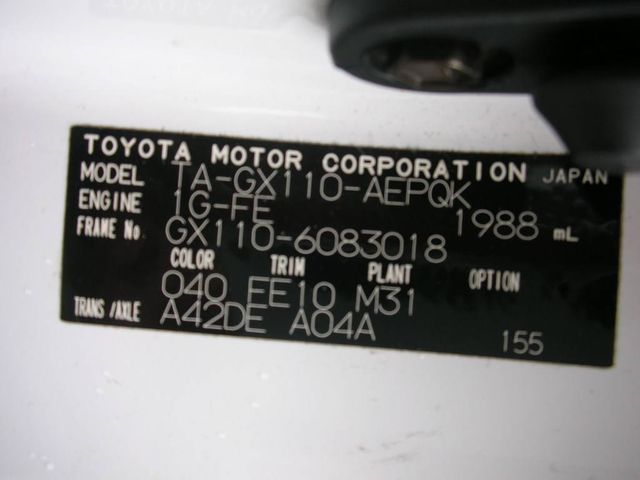 TOYOTA MOTOR CORPORATION JAPAN
MODEL TA-GX110-AEPQK
ENGINE 1G-FE 1988 mL
FRAME No GX110-6083018
COLOR TRIM PLANT OPTION
040 EE10 M31
TRANS/AXLE A42DE A04A
155